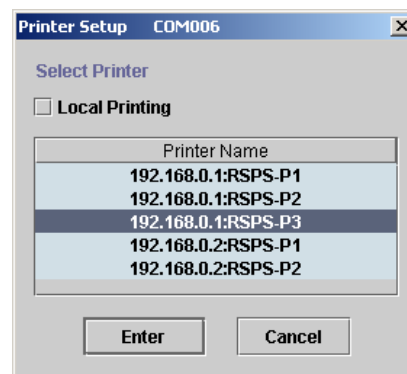 Printer Setup COM006
Select Printer
Local Printing
Printer Name
192.168.0.1:RSPS-P1
192.168.0.1:RSPS-P2
192.168.0.1:RSPS-P3
192.168.0.2:RSPS-P1
192.168.0.2:RSPS-P2
Enter Cancel